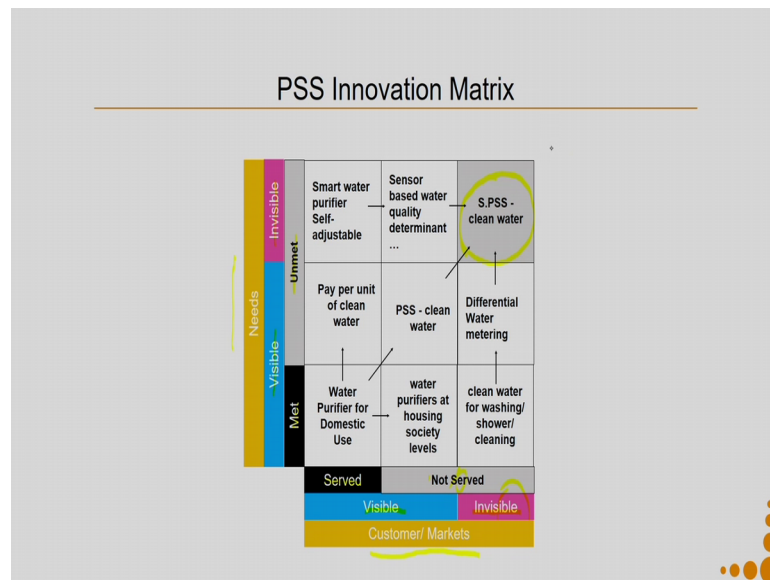 PSS Innovation Matrix
Needs
Invisible
Visible
Unmet
Met
Smart water
purifier
Self-
adjustable
Sensor
based water
quality
determinant
...
S.PSS -
clean water
Pay per unit
of clean
water
PSS - clean
water
Differential
Water
metering
Water
Purifier for
Domestic
Use
water
purifiers at
housing
society
levels
clean water
for washing/
shower/
cleaning
Served
Not Served
Visible
Invisible
Customer/ Markets